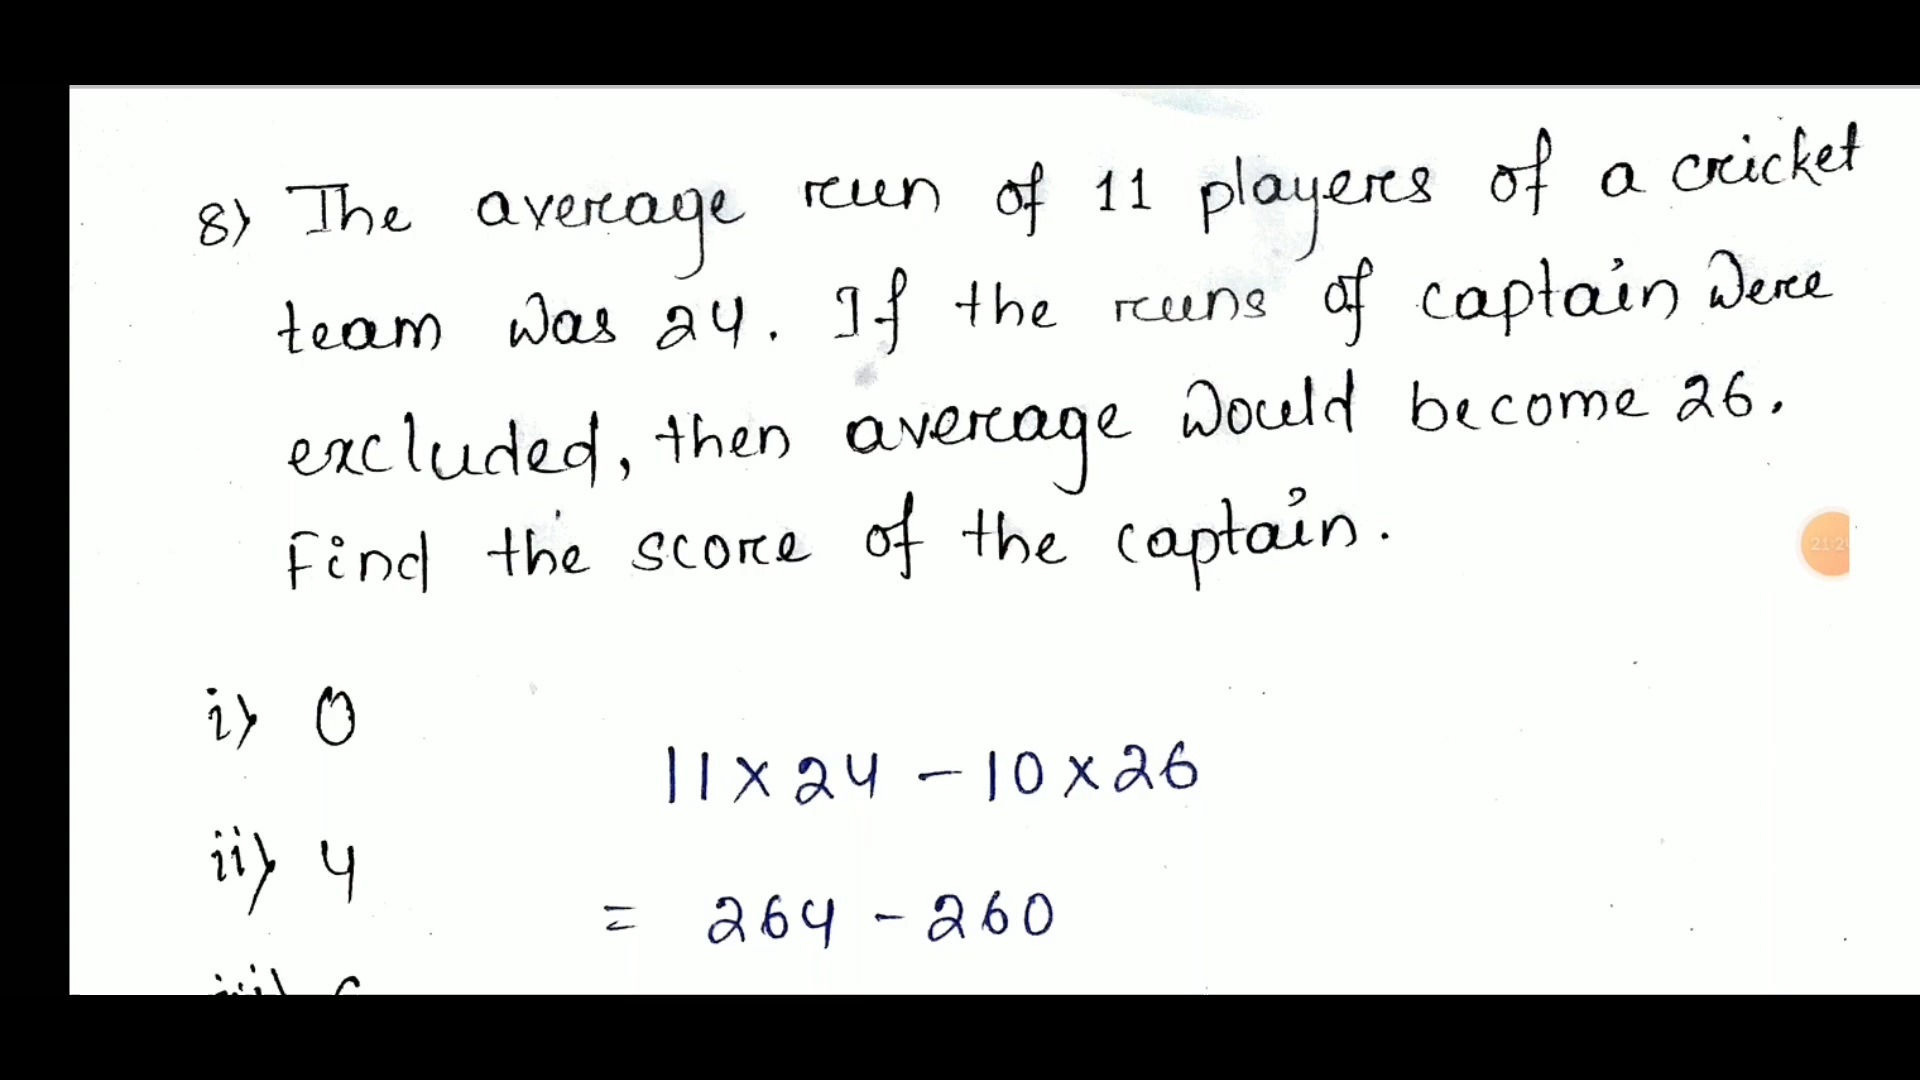 8) The average run of 11 players of a cricket
team was 24. If the runs of captain were
excluded, then average would become 26.
Find the score of the captain.
i) 0
11 x 24 - 10 x 26
ii) 4
= 264 - 260
iii)